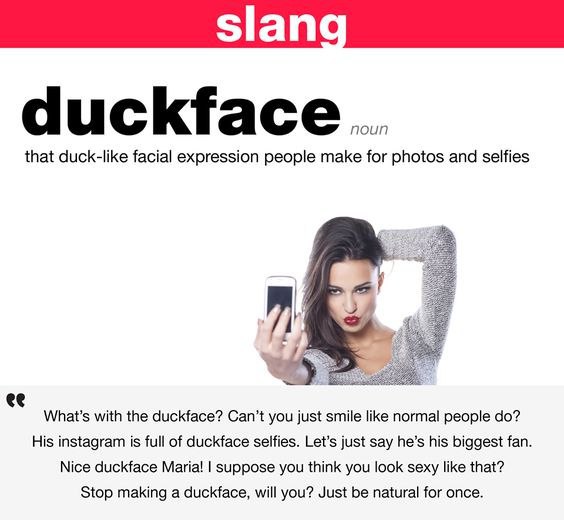 slang
duckface noun
that duck-like facial expression people make for photos and selfies
“
What’s with the duckface? Can’t you just smile like normal people do?
His instagram is full of duckface selfies. Let’s just say he’s his biggest fan.
Nice duckface Maria! I suppose you think you look sexy like that?
Stop making a duckface, will you? Just be natural for once.